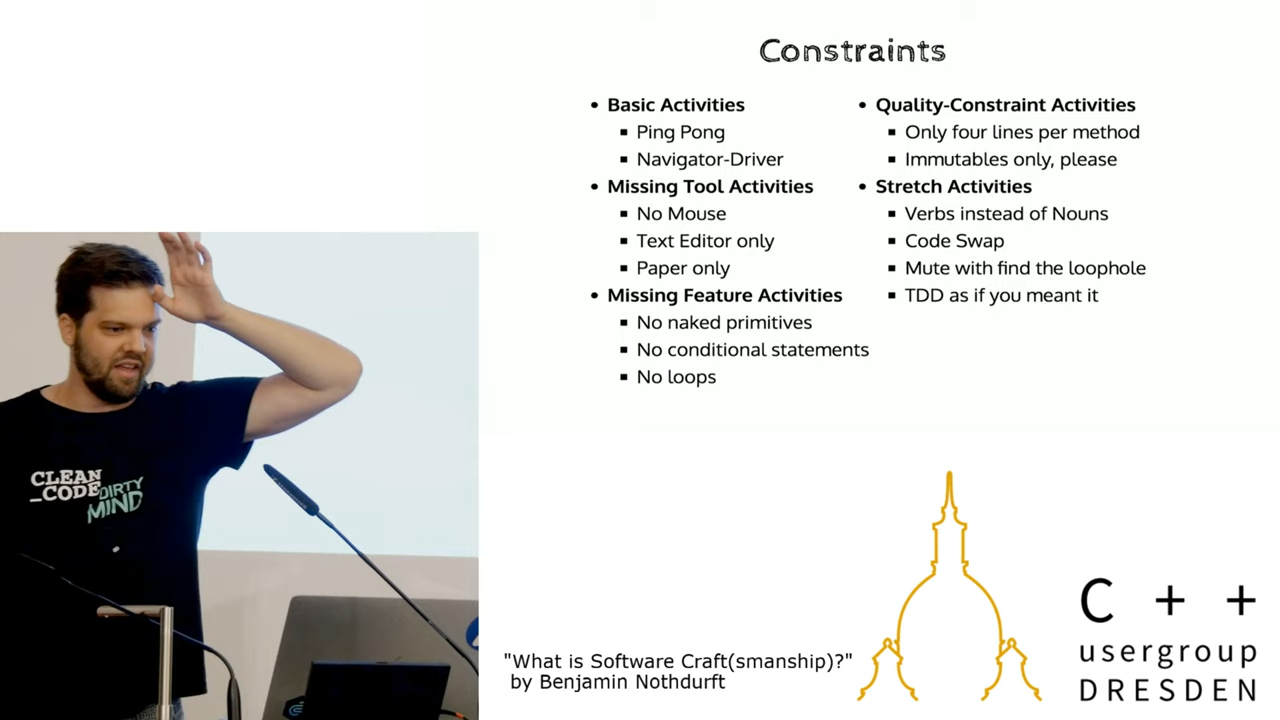 Constraints
• Basic Activities
▪ Ping Pong
▪ Navigator-Driver
• Missing Tool Activities
▪ No Mouse
▪ Text Editor only
▪ Paper only
• Missing Feature Activities
▪ No naked primitives
▪ No conditional statements
▪ No loops
• Quality-Constraint Activities
▪ Only four lines per method
▪ Immutables only, please
• Stretch Activities
▪ Verbs instead of Nouns
▪ Code Swap
▪ Mute with find the loophole
▪ TDD as if you meant it
CLEAN
_CODE
DIRTY
MIND
"What is Software Craft(smanship)?"
by Benjamin Nothdurft
C + +
usergroup
DRESDEN